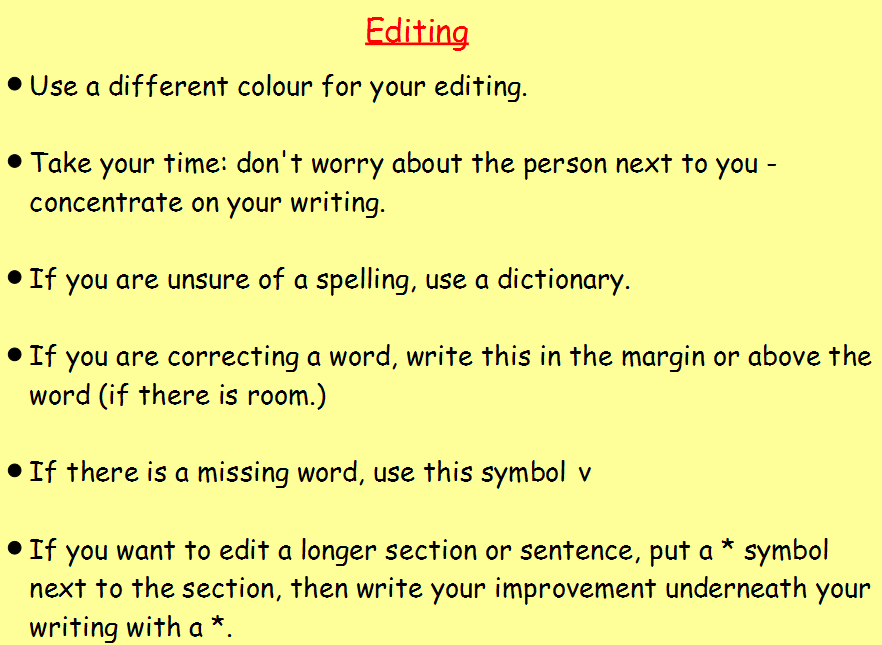 Editing
• Use a different colour for your editing.
• Take your time: don't worry about the person next to you -
concentrate on your writing.
• If you are unsure of a spelling, use a dictionary.
• If you are correcting a word, write this in the margin or above the
word (if there is room.)
• If there is a missing word, use this symbol v
• If you want to edit a longer section or sentence, put a * symbol
next to the section, then write your improvement underneath your
writing with a *.